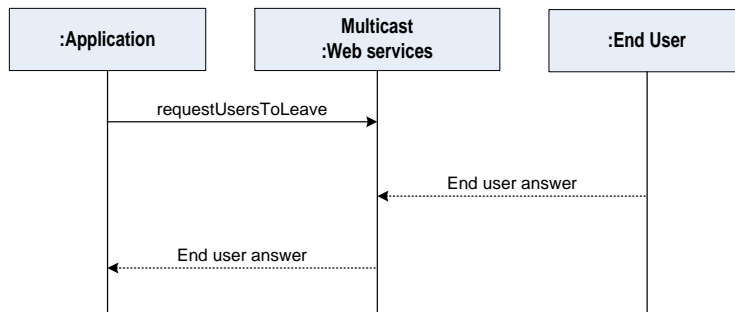 :Application
Multicast
:Web services
:End User
requestUsersToLeave
End user answer
End user answer